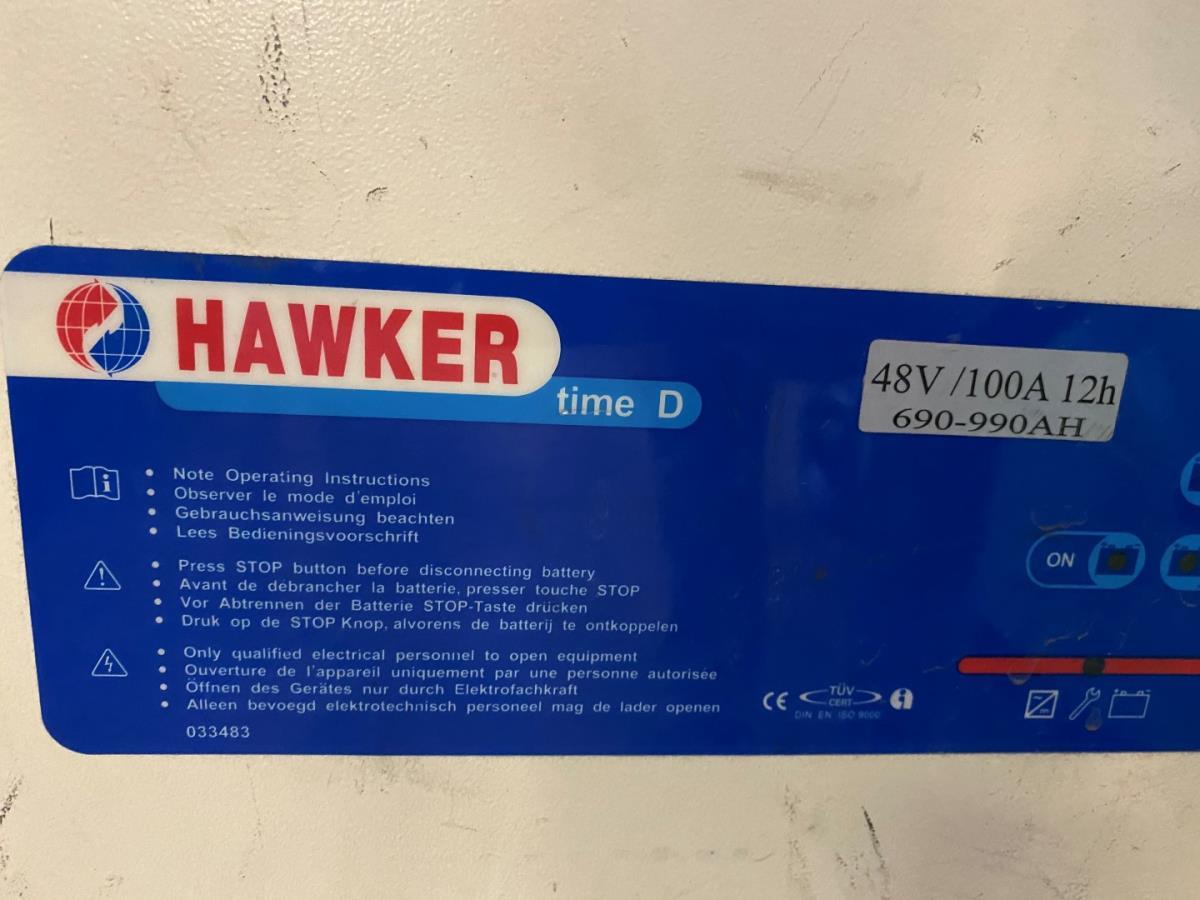 HAWKER
time D
48V/100A 12h
690-990AH
• Note Operating Instructions
• Observer le mode d'emploi
• Gebrauchsanweisung beachten
• Lees Bedieningsvoorschrift
• Press STOP button before disconnecting battery
• Avant de débrancher la batterie, presser touche STOP
• Vor Abtrennen der Batterie STOP-Taste drücken
• Druk op de STOP Knop, alvorens de batterij te ontkoppelen
• Only qualified electrical personnel to open equipment
• Ouverture de l'appareil uniquement par une personne autorisée
• Öffnen des Gerätes nur durch Elektrofachkraft
• Alleen bevoegd elektrotechnisch personeel mag de lader openen
033483
CE
TÜV
CERT
DIN EN ISO 9000
ON